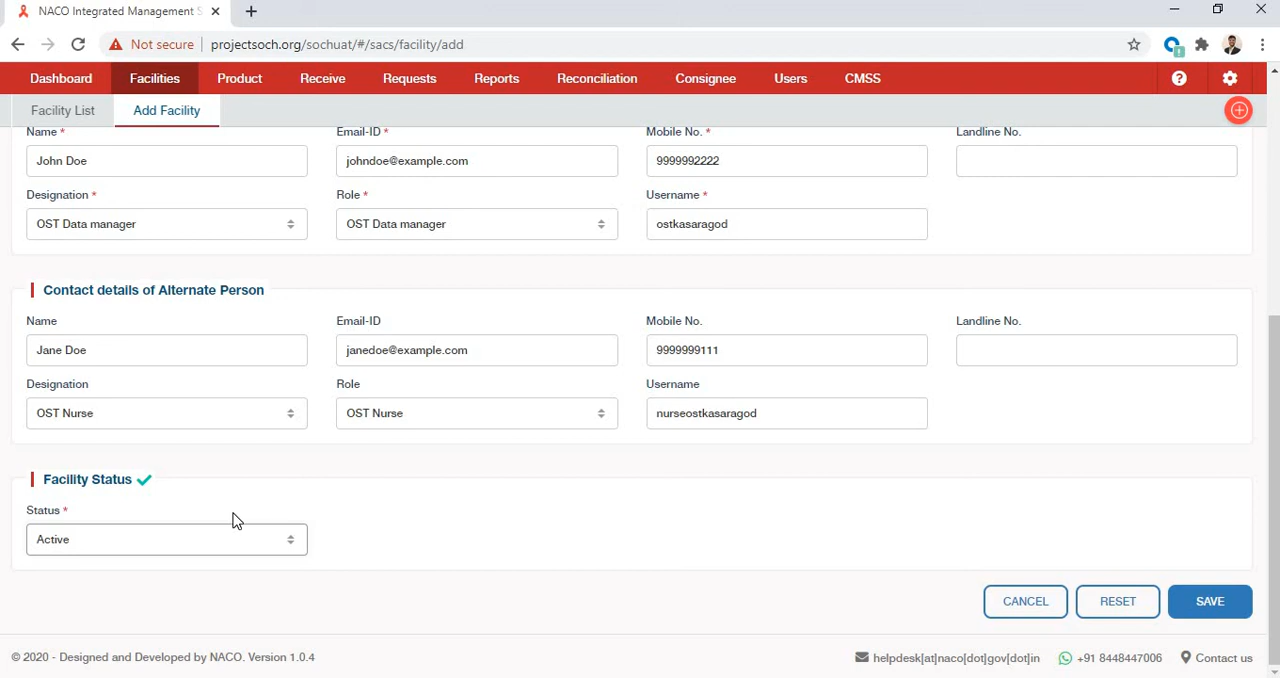 NACO Integrated Management S
Not secure projectsoch.org/sochuat/#/sacs/facility/add
Dashboard Facilities Product Receive Requests Reports Reconciliation Consignee Users CMSS
Facility List Add Facility
Name * Email-ID * Mobile No. * Landline No.
John Doe johndoe@example.com 9999992222
Designation * Role * Username *
OST Data manager OST Data manager ostkasaragod
Contact details of Alternate Person
Name Email-ID Mobile No. Landline No.
Jane Doe janedoe@example.com 9999999111
Designation Role Username
OST Nurse OST Nurse nurseostkasaragod
Facility Status
Status *
Active
CANCEL RESET SAVE
© 2020 - Designed and Developed by NACO. Version 1.0.4 helpdesk[at]naco[dot]gov[dot]in +91 8448447006 Contact us